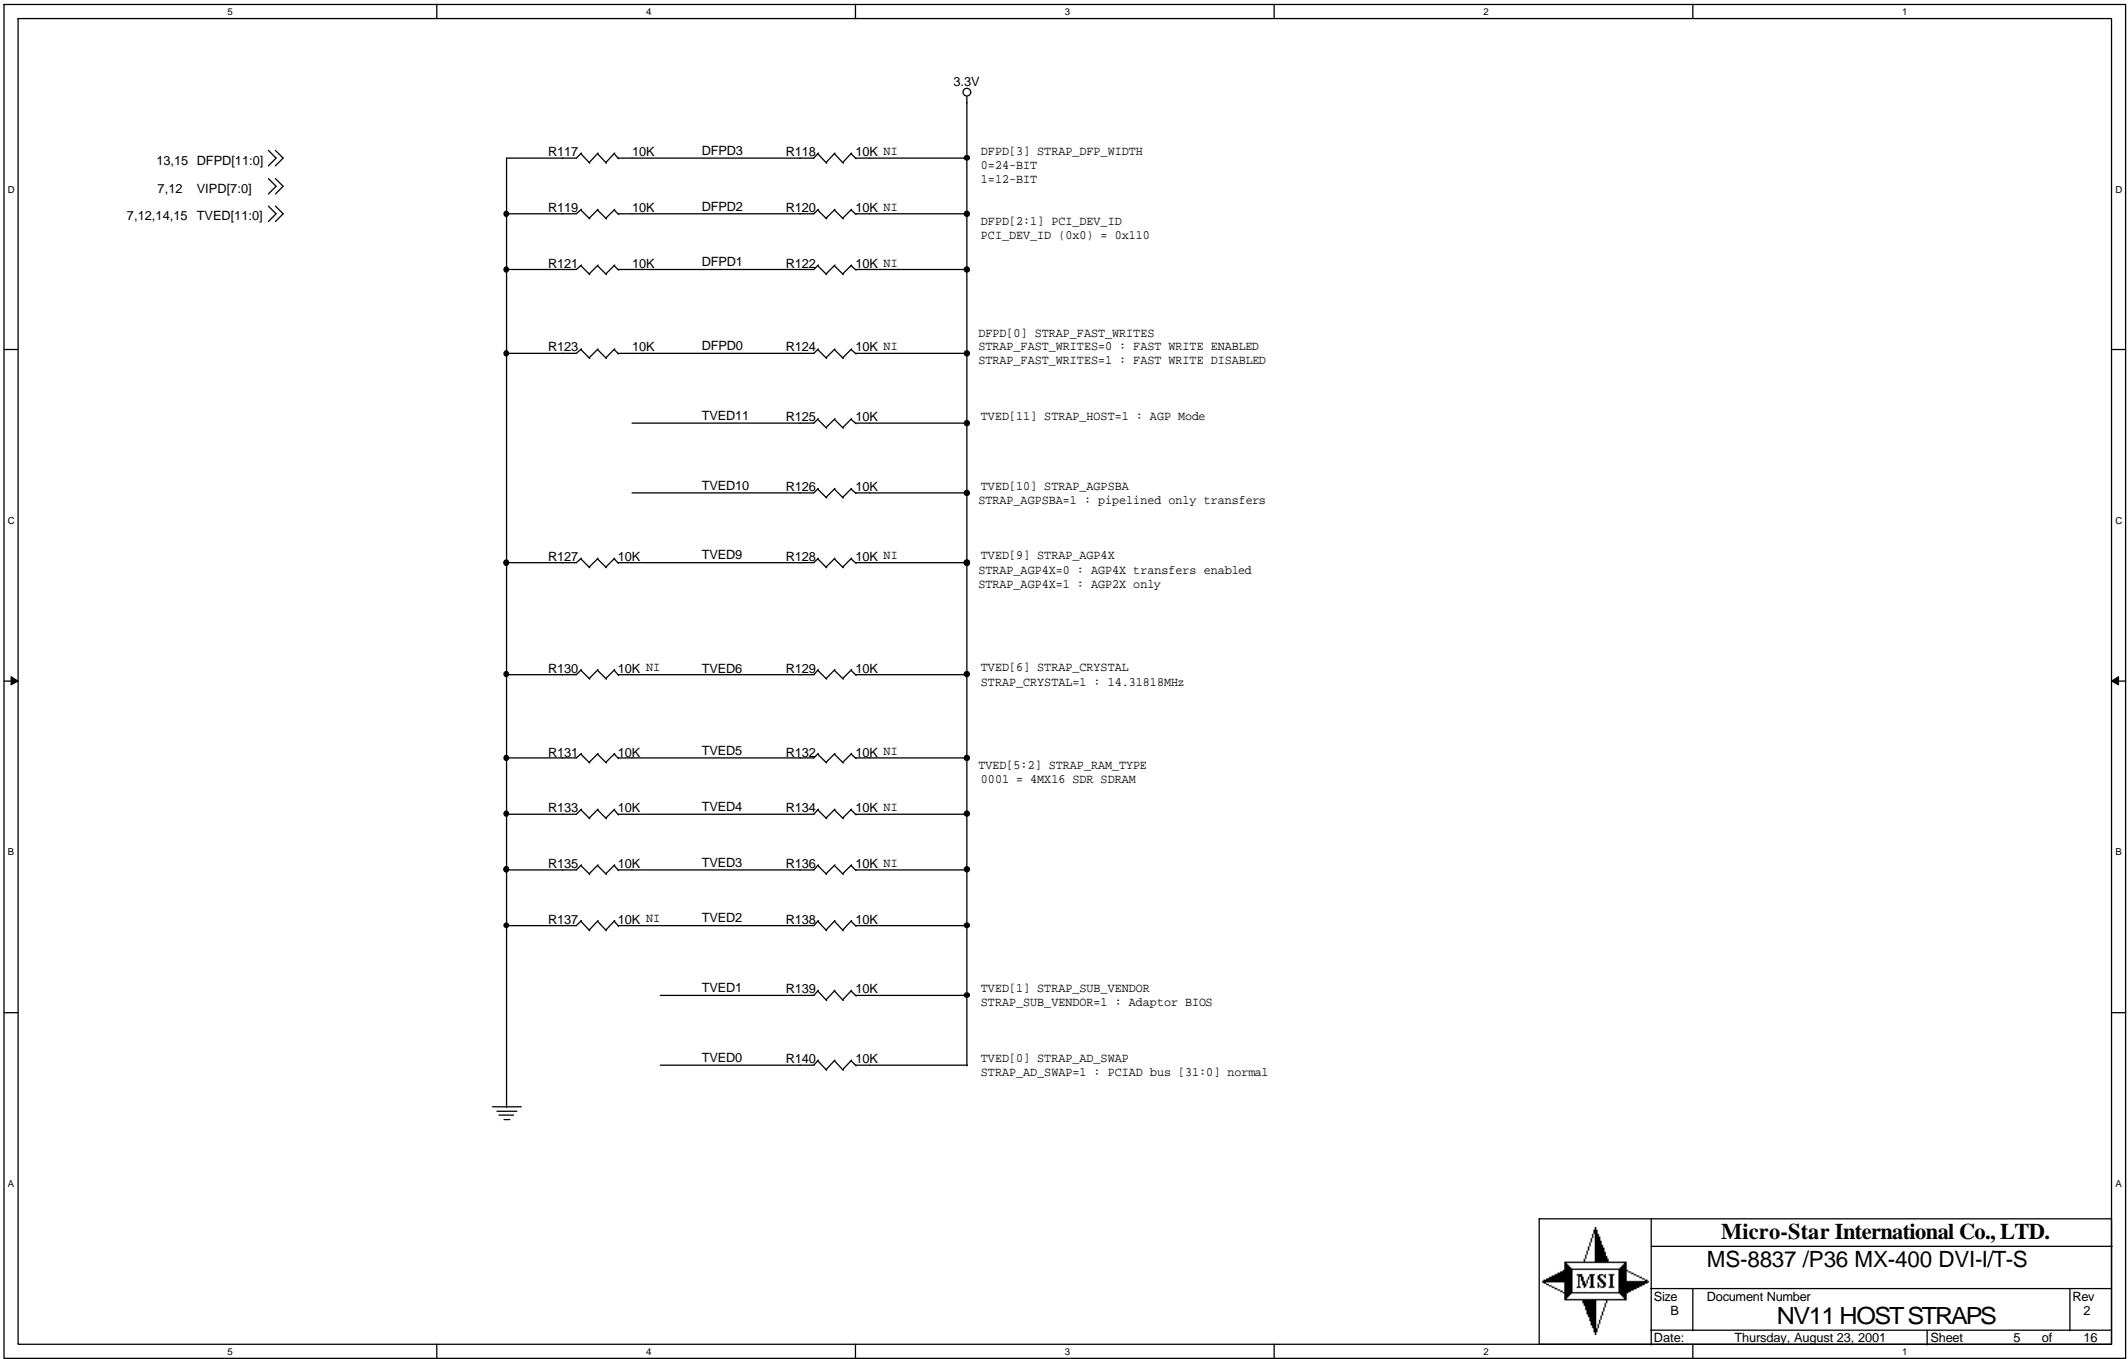 5 4 3 2 1
3.3V
13,15 DFPD[11:0]
7,12 VIPD[7:0]
7,12,14,15 TVED[11:0]
R117 10K DFPD3 R118 10K NI
DFPD[3] STRAP_DFP_WIDTH
0=24-BIT
1=12-BIT
D D
R119 10K DFPD2 R120 10K NI
DFPD[2:1] PCI_DEV_ID
PCI_DEV_ID (0x0) = 0x110
R121 10K DFPD1 R122 10K NI
DFPD[0] STRAP_FAST_WRITES
R123 10K DFPD0 R124 10K NI
STRAP_FAST_WRITES=0 : FAST WRITE ENABLED
STRAP_FAST_WRITES=1 : FAST WRITE DISABLED
TVED11 R125 10K
TVED[11] STRAP_HOST=1 : AGP Mode
TVED10 R126 10K
TVED[10] STRAP_AGPSBA
STRAP_AGPSBA=1 : pipelined only transfers
C C
R127 10K TVED9 R128 10K NI
TVED[9] STRAP_AGP4X
STRAP_AGP4X=0 : AGP4X transfers enabled
STRAP_AGP4X=1 : AGP2X only
R130 10K NI TVED6 R129 10K
TVED[6] STRAP_CRYSTAL
STRAP_CRYSTAL=1 : 14.31818MHz
R131 10K TVED5 R132 10K NI
TVED[5:2] STRAP_RAM_TYPE
0001 = 4MX16 SDR SDRAM
R133 10K TVED4 R134 10K NI
B B
R135 10K TVED3 R136 10K NI
R137 10K NI TVED2 R138 10K
TVED1 R139 10K
TVED[1] STRAP_SUB_VENDOR
STRAP_SUB_VENDOR=1 : Adaptor BIOS
TVED0 R140 10K
TVED[0] STRAP_AD_SWAP
STRAP_AD_SWAP=1 : PCIAD bus [31:0] normal
A A
MSI
Micro-Star International Co., LTD.
MS-8837 /P36 MX-400 DVI-I/T-S
Size Document Number Rev
B NV11 HOST STRAPS 2
Date: Thursday, August 23, 2001 Sheet 5 of 16
5 4 3 2 1